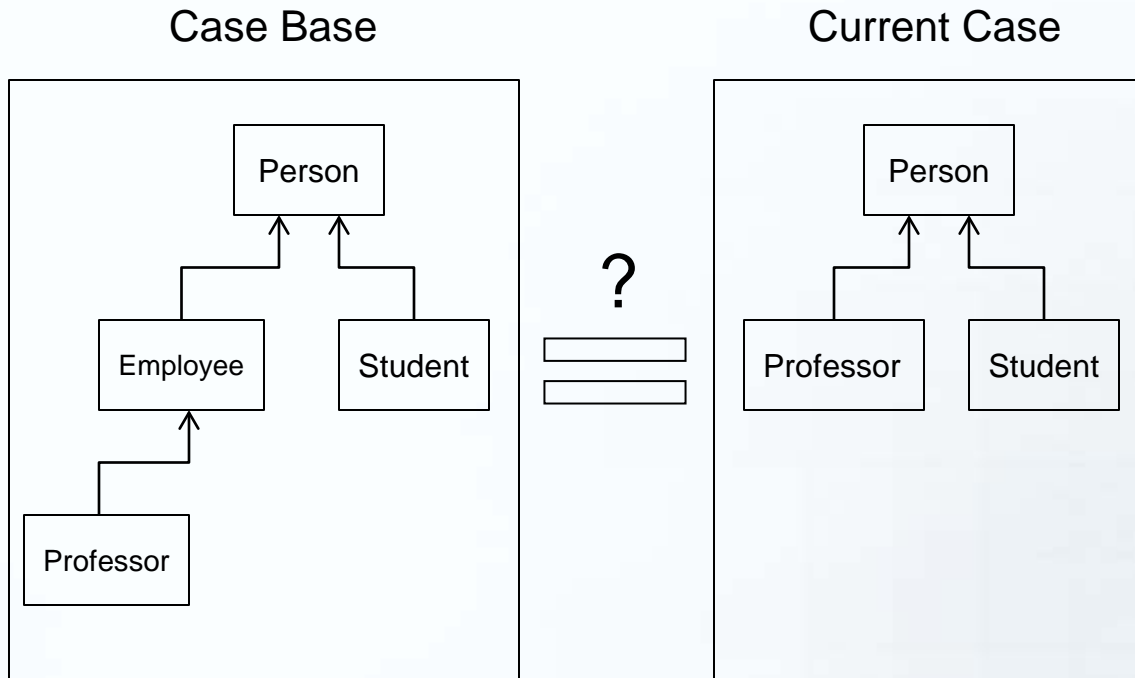 Case Base
Current Case
Person
Person
?
Employee
Student
Professor
Student
Professor